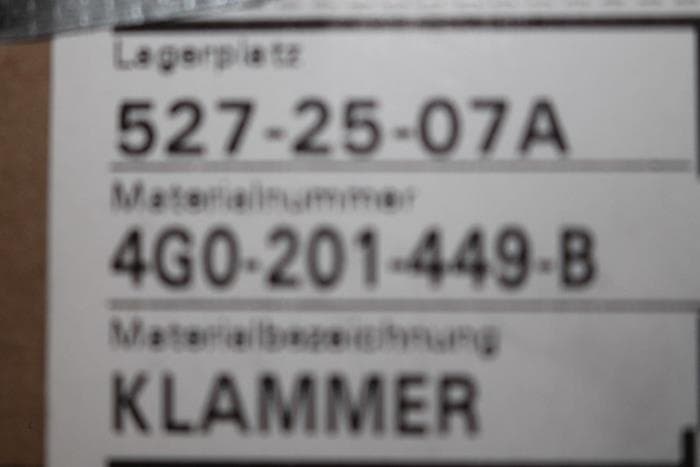 Lagerplatz
527-25-07A
Materialnummer
4G0-201-449-B
Materialbezeichnung
KLAMMER